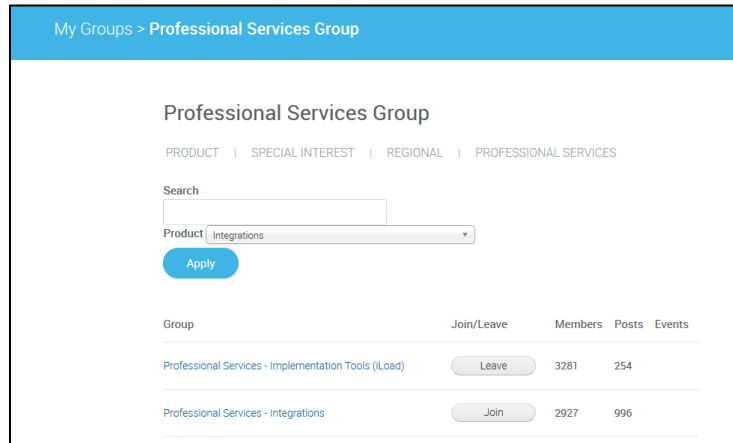 My Groups > Professional Services Group
Professional Services Group
PRODUCT | SPECIAL INTEREST | REGIONAL | PROFESSIONAL SERVICES
Search
Product Integrations
Apply
Group Join/Leave Members Posts Events
Professional Services - Implementation Tools (iLoad) Leave 3281 254
Professional Services - Integrations Join 2927 996